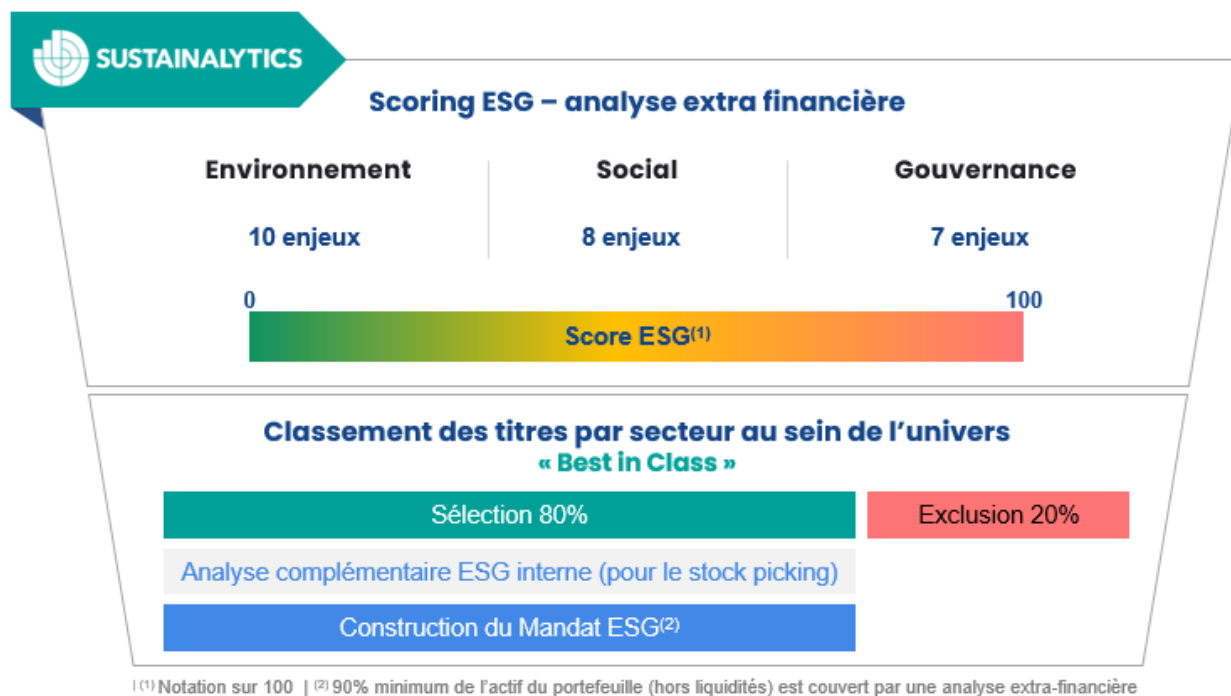 SUSTAINALYTICS
Scoring ESG – analyse extra financière
Environnement
Social
Gouvernance
10 enjeux
8 enjeux
7 enjeux
0
100
Score ESG(1)
Classement des titres par secteur au sein de l’univers
« Best in Class »
Sélection 80%
Exclusion 20%
Analyse complémentaire ESG interne (pour le stock picking)
Construction du Mandat ESG(2)
| (1) Notation sur 100 | (2) 90% minimum de l’actif du portefeuille (hors liquidités) est couvert par une analyse extra-financière